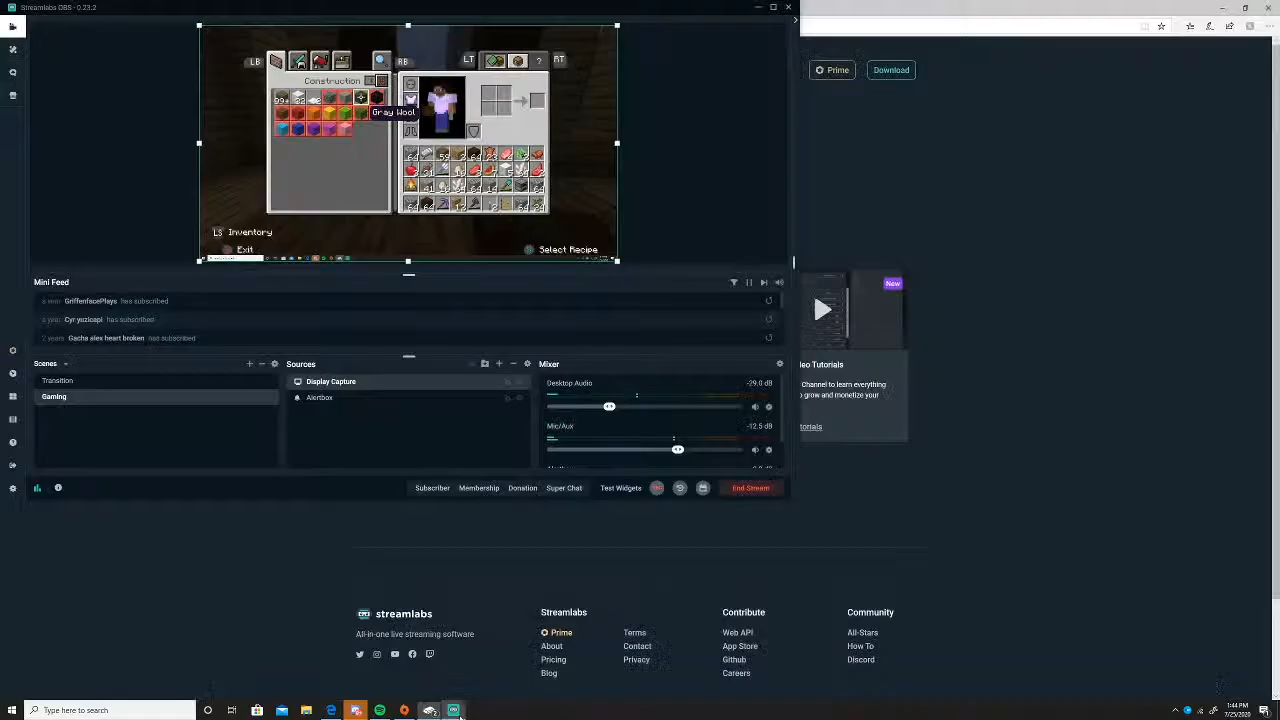 Streamlabs OBS - 0.23.2
LB
RB
LT
?
RT
Construction
Gray Wool
LS Inventory
Exit
Select Recipe
Prime
Download
Mini Feed
GriffenfacePlays has subscribed
Cyr yuzicapi has subscribed
2 years Gacha alex heart broken has subscribed
Scenes
Transition
Gaming
Sources
Display Capture
Alertbox
Mixer
Desktop Audio -29.0 dB
Mic/Aux -12.5 dB
New
eo Tutorials
Channel to learn everything
o grow and monetize your
torials
Subscriber Membership Donation Super Chat Test Widgets REC End Stream
streamlabs
All-in-one live streaming software
Streamlabs
Prime
About
Pricing
Blog
Terms
Contact
Privacy
Contribute
Web API
App Store
Github
Careers
Community
All-Stars
How To
Discord
Type here to search
1:44 PM
7/25/2020